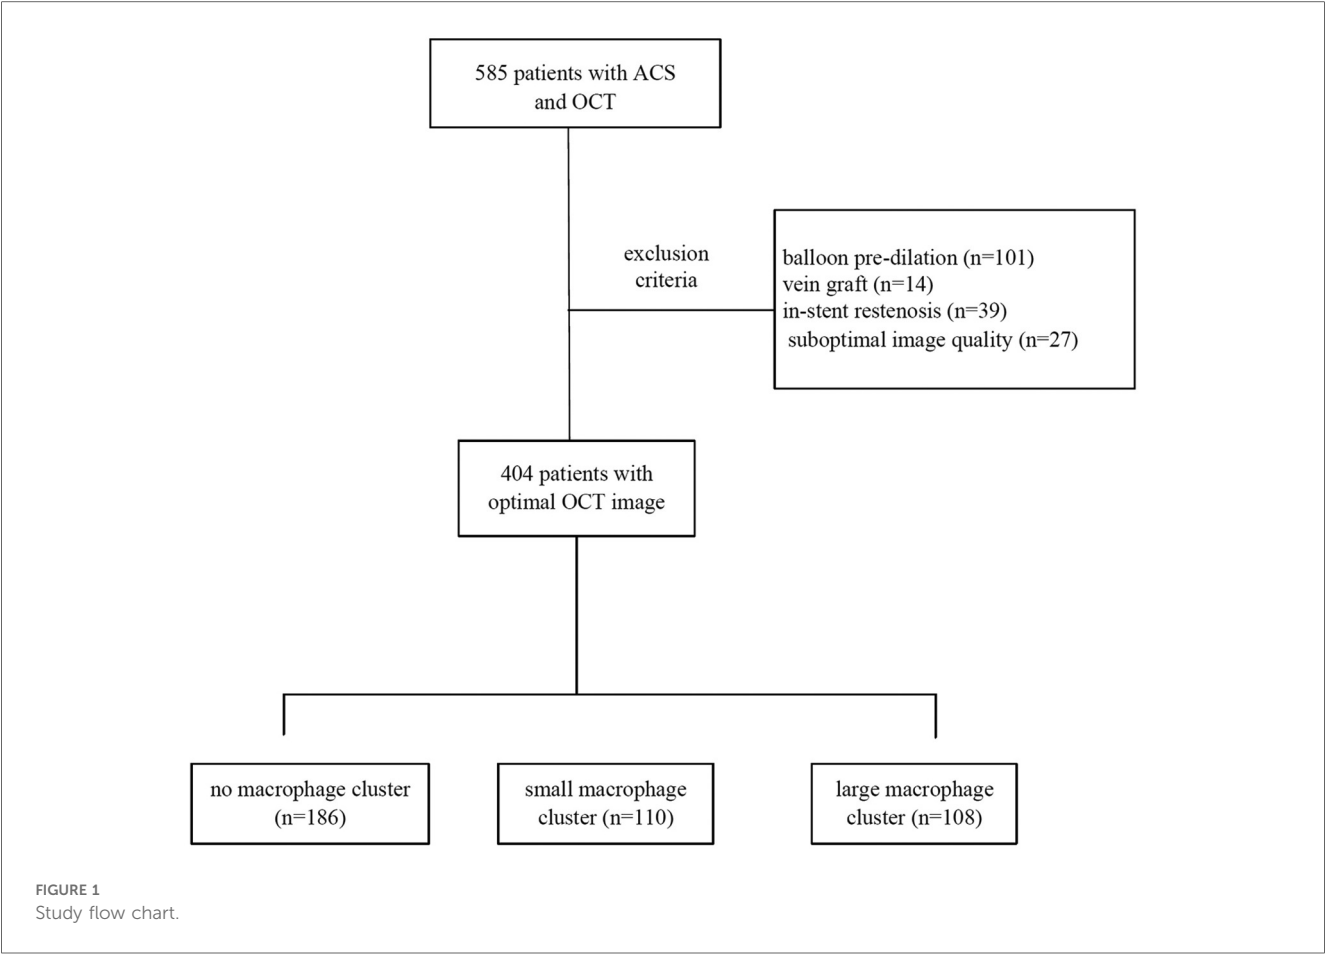 585 patients with ACS
and OCT
exclusion
criteria
balloon pre-dilation (n=101)
vein graft (n=14)
in-stent restenosis (n=39)
suboptimal image quality (n=27)
404 patients with
optimal OCT image
no macrophage cluster
(n=186)
small macrophage
cluster (n=110)
large macrophage
cluster (n=108)
FIGURE 1
Study flow chart.